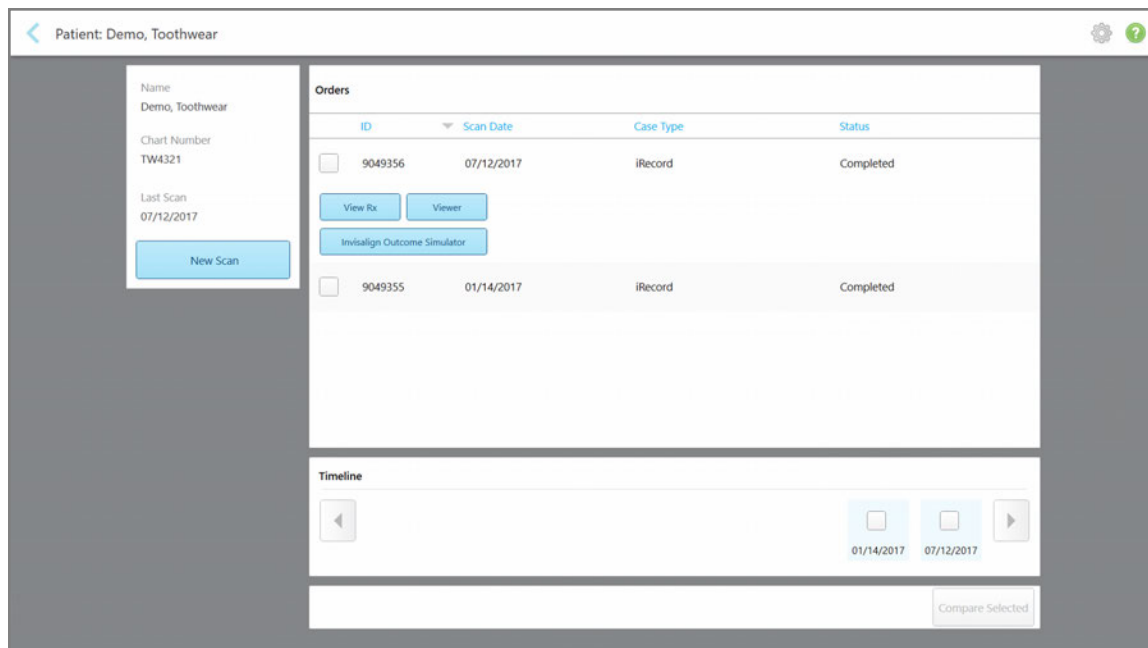 Patient: Demo, Toothwear
?
Name
Demo, Toothwear
Chart Number
TW4321
Last Scan
07/12/2017
New Scan
Orders
ID Scan Date Case Type Status
9049356 07/12/2017 iRecord Completed
View Rx Viewer
Invisalign Outcome Simulator
9049355 01/14/2017 iRecord Completed
Timeline
01/14/2017 07/12/2017
Compare Selected